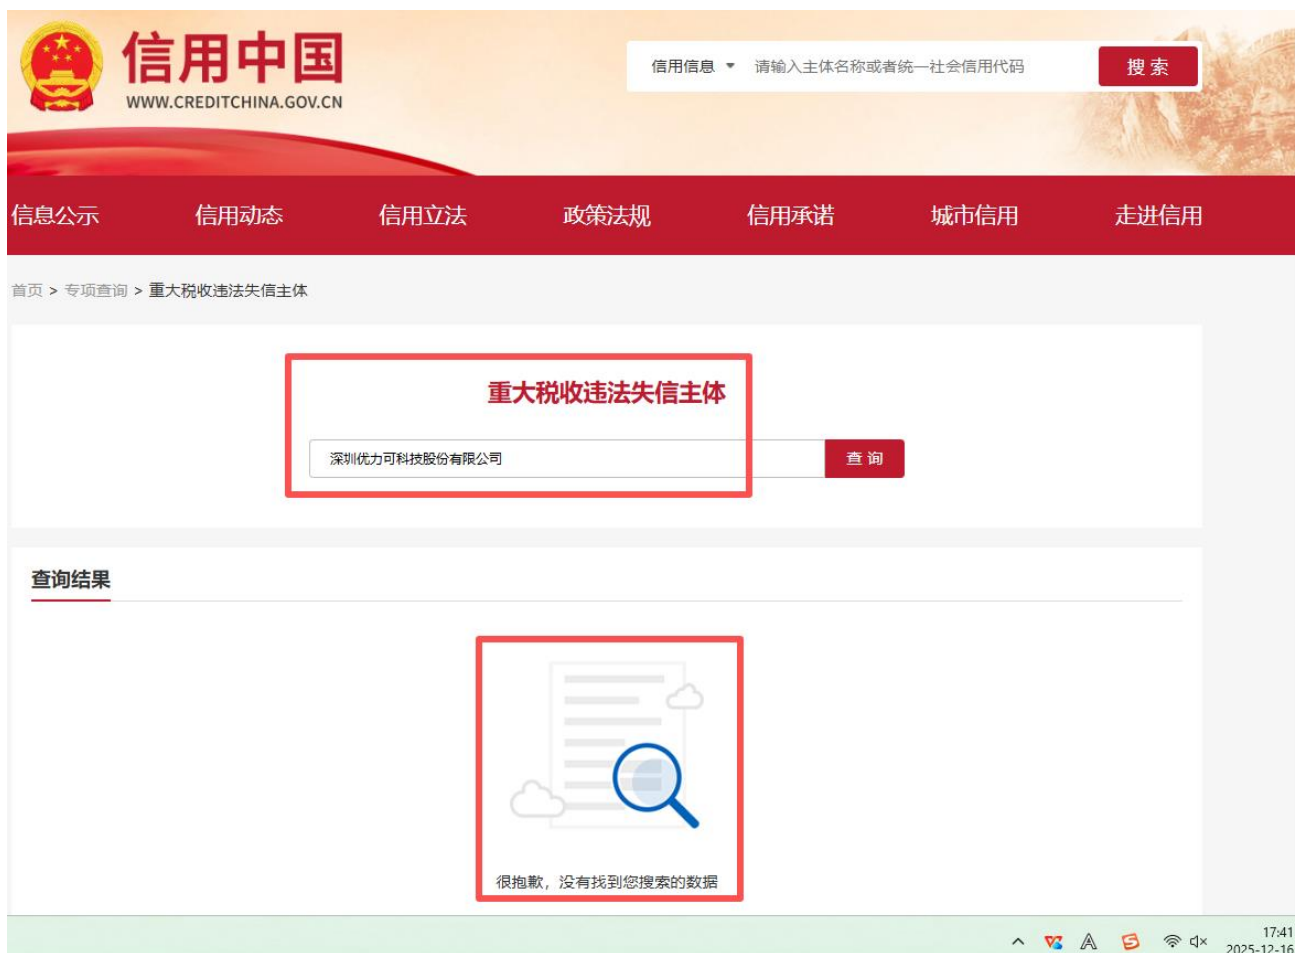 信用中国
WWW.CREDITCHINA.GOV.CN
信用信息 请输入主体名称或者统一社会信用代码 搜索
信息公示 信用动态 信用立法 政策法规 信用承诺 城市信用 走进信用
首页 > 专项查询 > 重大税收违法失信主体
重大税收违法失信主体
深圳优力可科技股份有限公司 查询
查询结果
很抱歉，没有找到您搜索的数据
17:41
2025-12-16